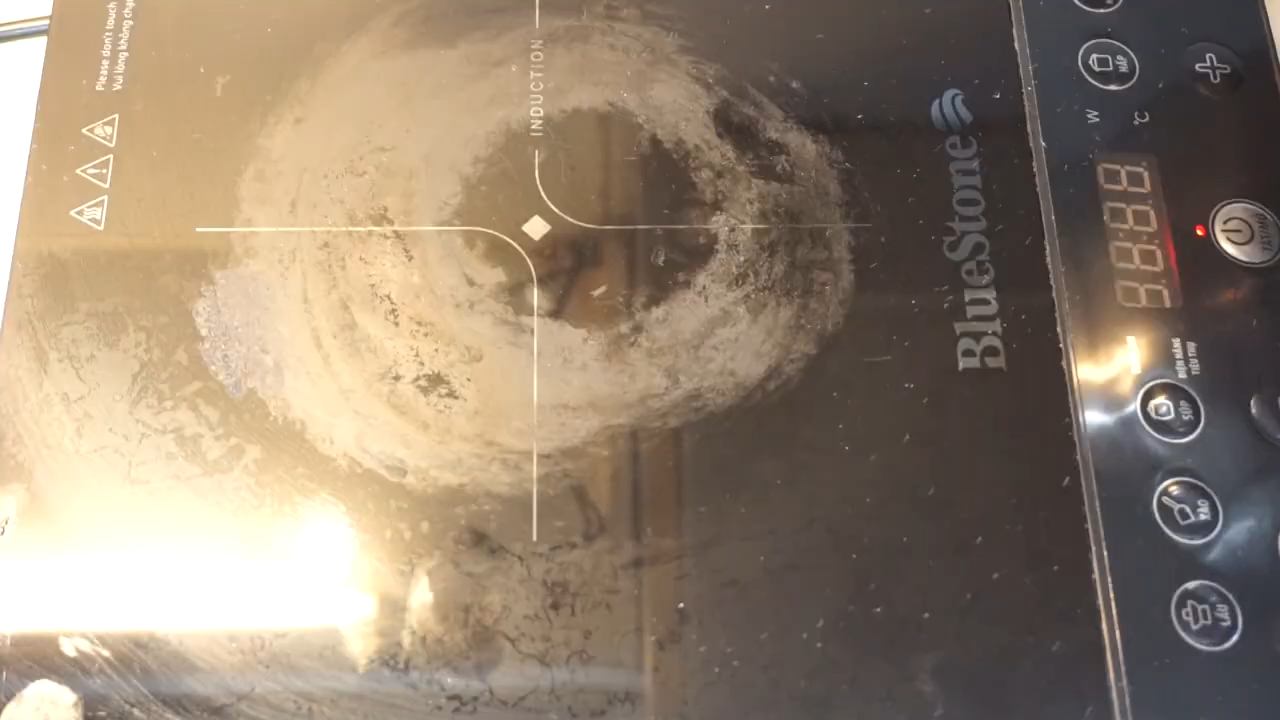 Please don't touch
Vui lòng không chạ
INDUCTION
BlueStone
HẤP
W
°C
8.8:8.8.
TẮT/MỞ
ĐIỆN NĂNG
TIÊU THỤ
SÚP
XÀO
LẨU